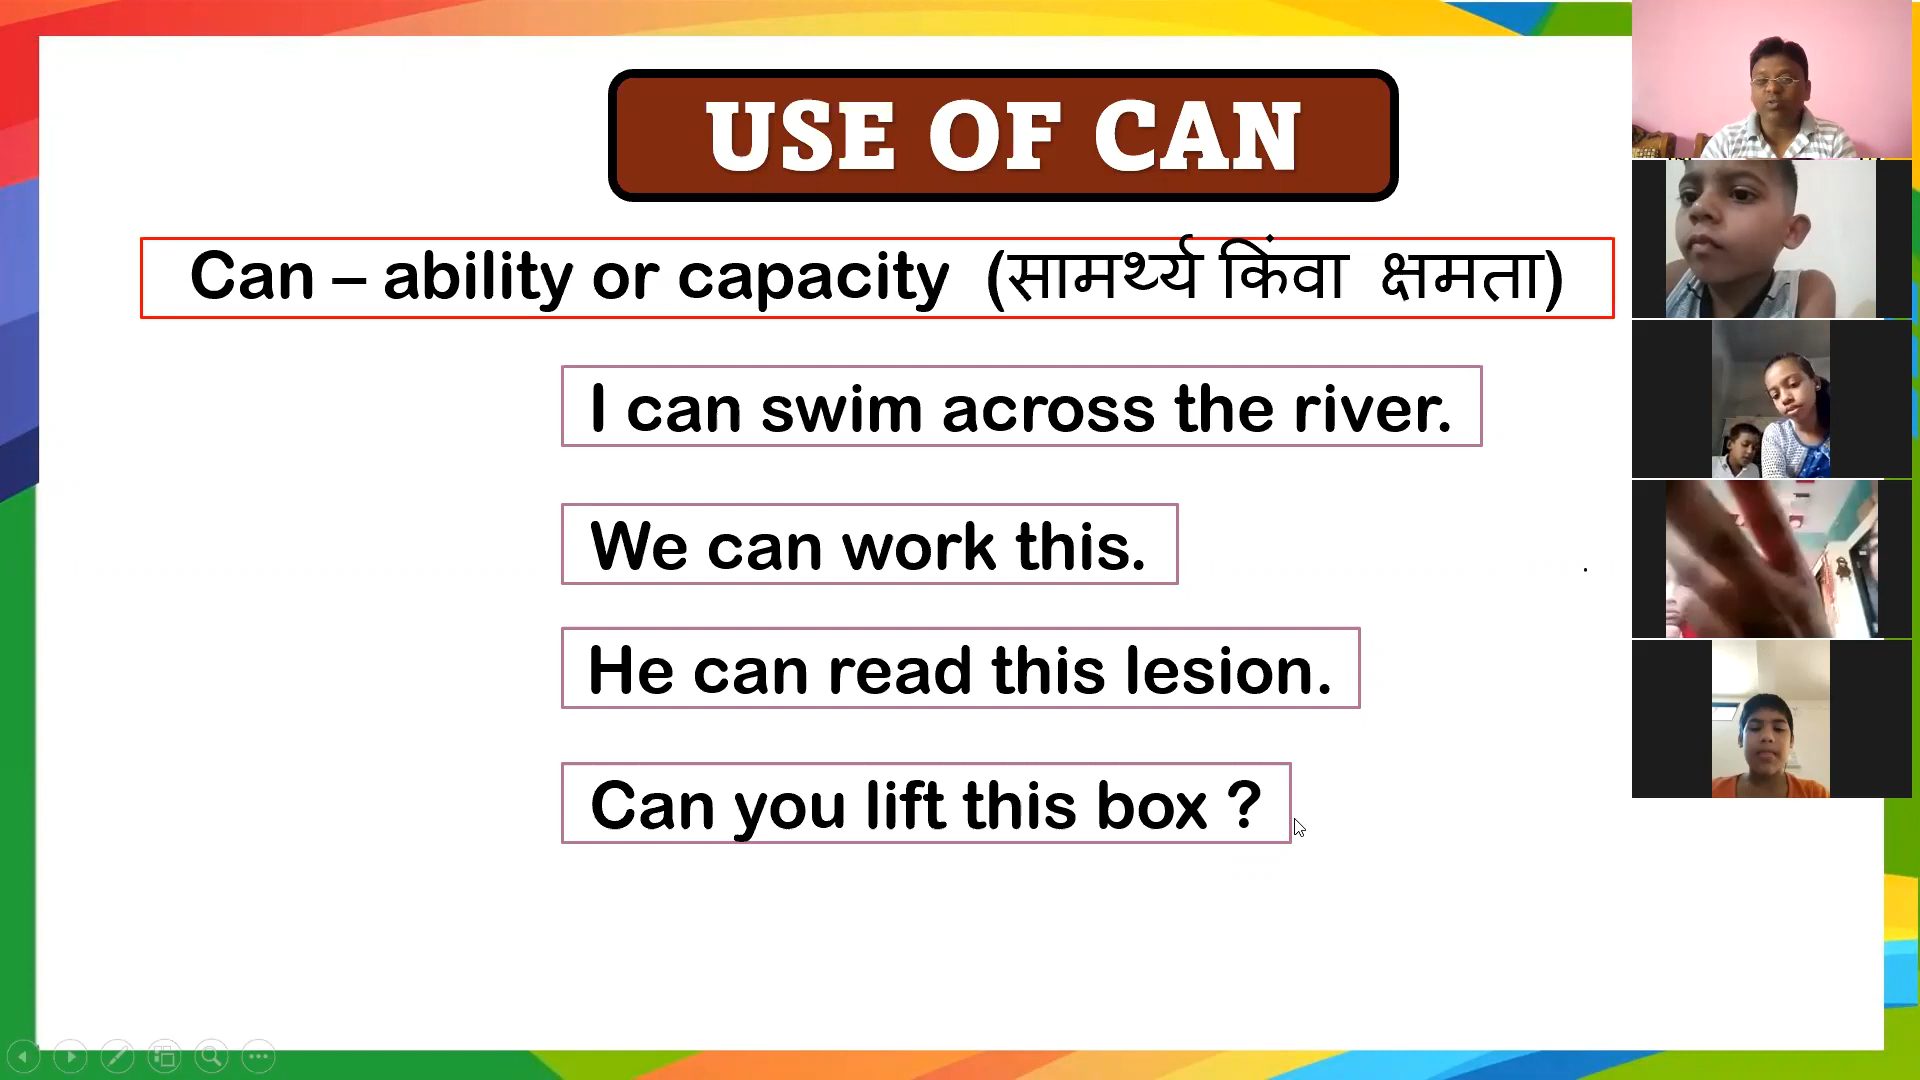 USE OF CAN
Can – ability or capacity (सामर्थ्य किंवा क्षमता)
I can swim across the river.
We can work this.
He can read this lesion.
Can you lift this box ?